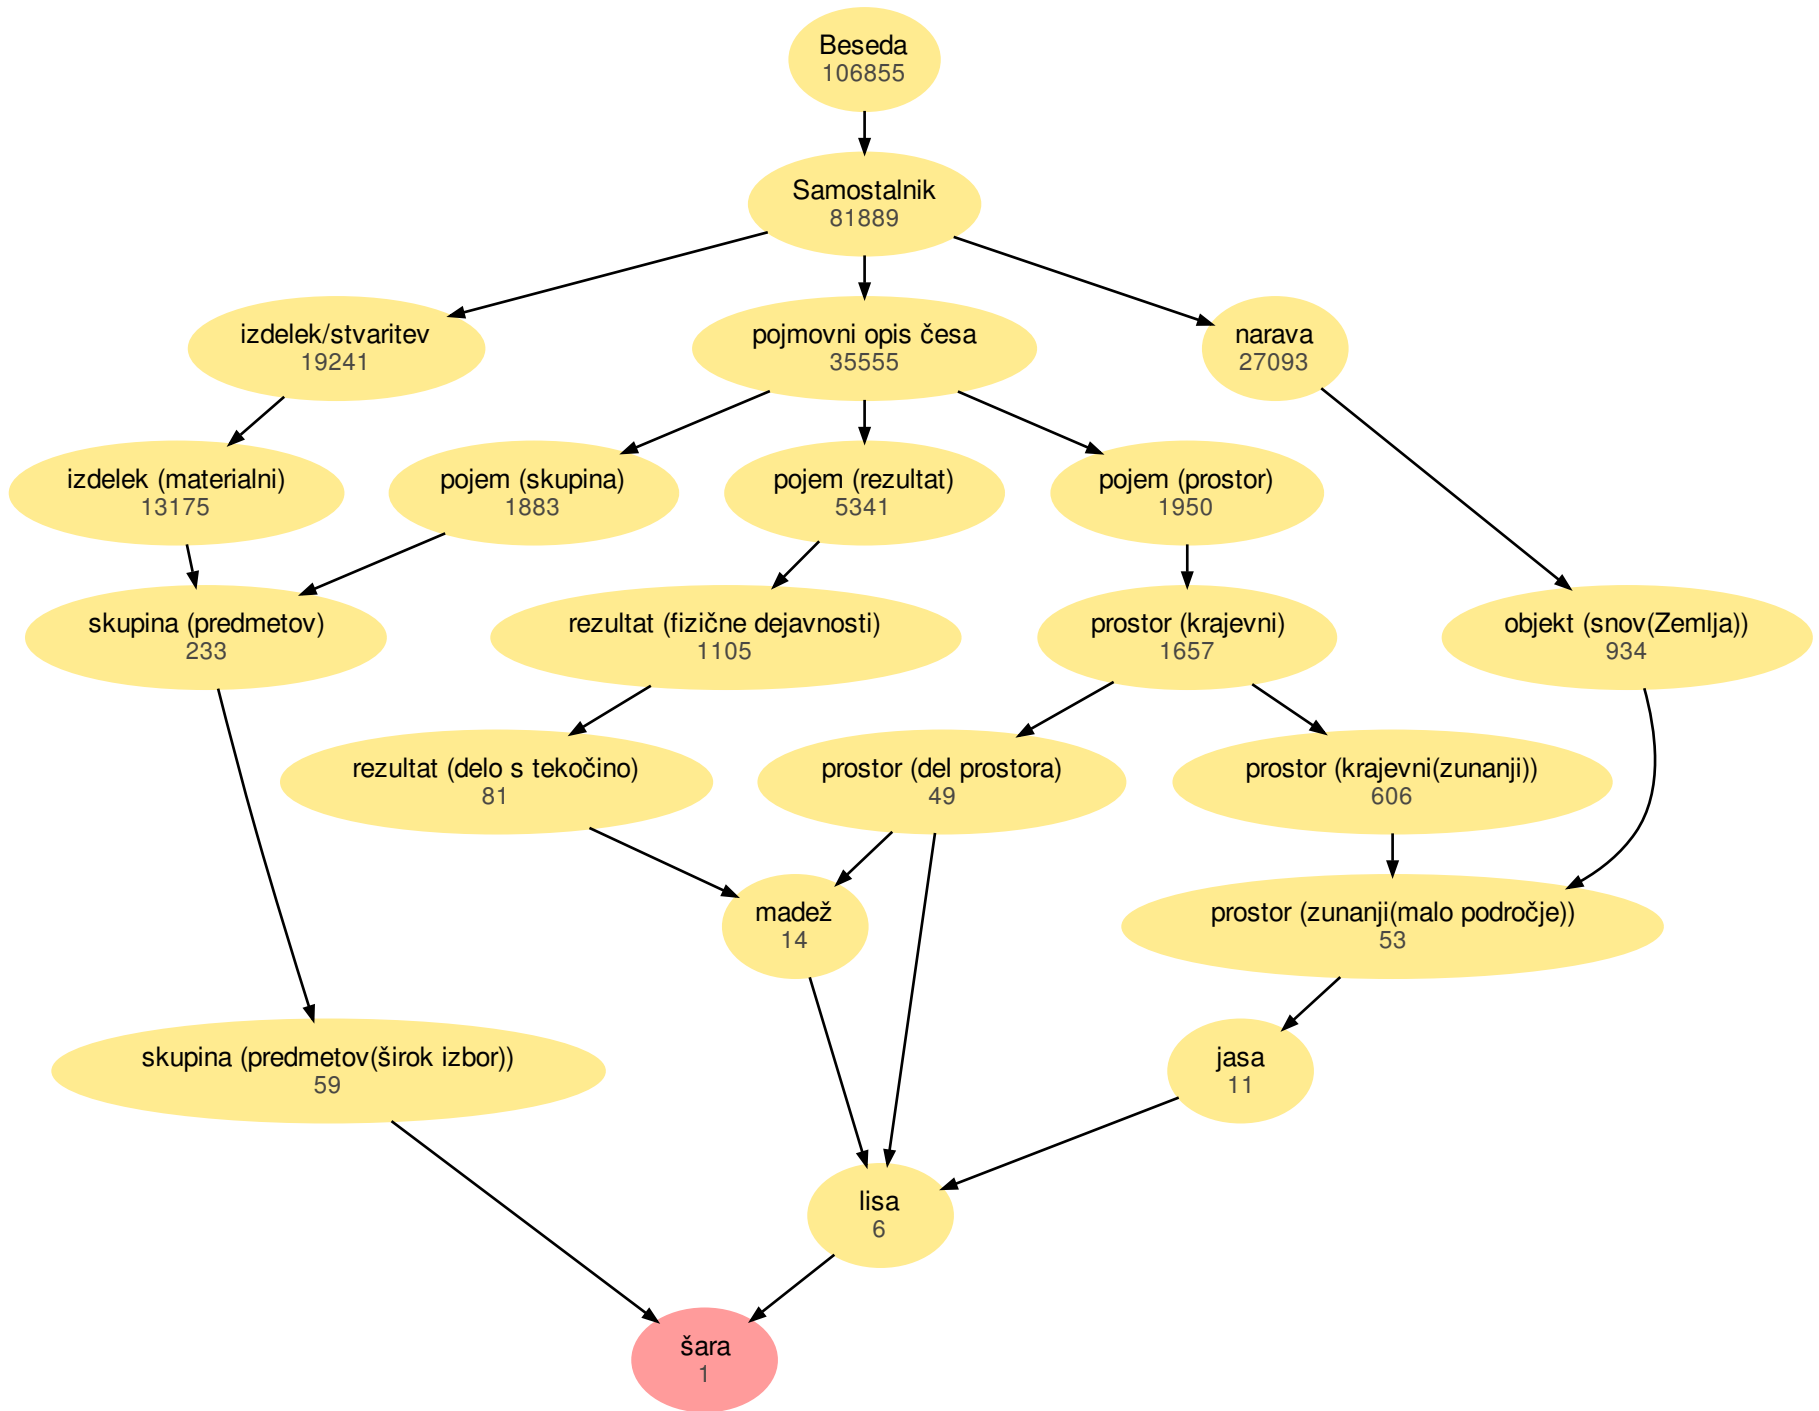 Beseda
106855
Samostalnik
81889
izdelek/stvaritev
19241
pojmovni opis česa
35555
narava
27093
izdelek (materialni)
13175
pojem (skupina)
1883
pojem (rezultat)
5341
pojem (prostor)
1950
skupina (predmetov)
233
rezultat (fizične dejavnosti)
1105
prostor (krajevni)
1657
objekt (snov(Zemlja))
934
rezultat (delo s tekočino)
81
prostor (del prostora)
49
prostor (krajevni(zunanji))
606
madež
14
prostor (zunanji(malo področje))
53
skupina (predmetov(širok izbor))
59
jasa
11
lisa
6
šara
1